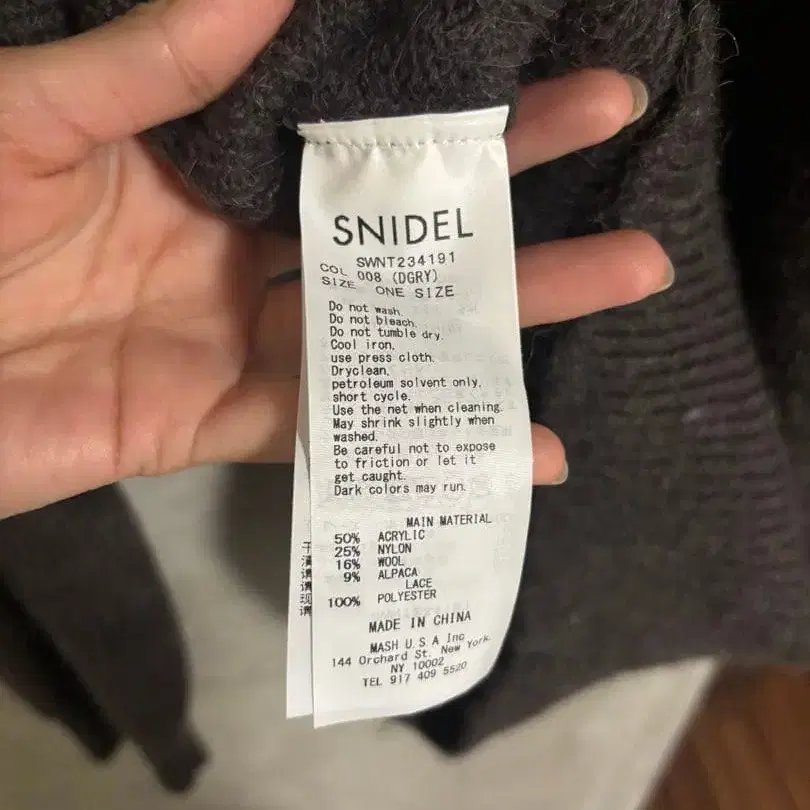 SNIDEL
SWNT234191
COL 008 (DGRY)
SIZE ONE SIZE
Do not wash.
Do not bleach.
Do not tumble dry.
Cool iron,
use press cloth.
Dryclean,
petroleum solvent only,
short cycle.
Use the net when cleaning.
May shrink slightly when
washed.
Be careful not to expose
to friction or let it
get caught.
Dark colors may run.
MAIN MATERIAL
50% ACRYLIC
25% NYLON
16% WOOL
9% ALPACA
LACE
100% POLYESTER
MADE IN CHINA
MASH U.S.A Inc
144 Orchard St. New York.
NY 10002
TEL 917 409 5520